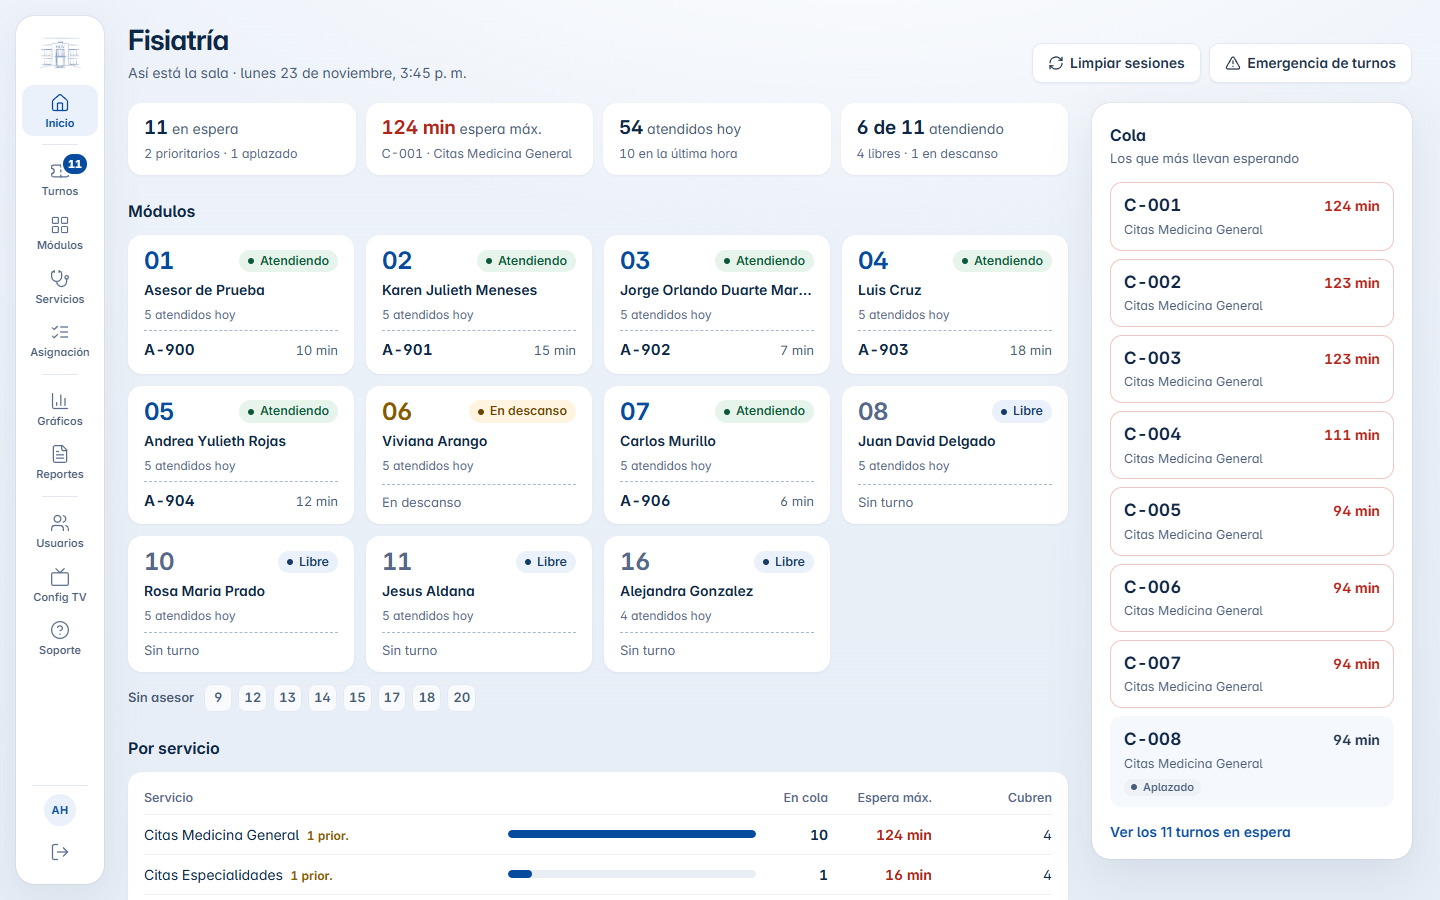 Inicio
11
Turnos
Módulos
Servicios
Asignación
Gráficos
Reportes
Usuarios
Config TV
Soporte
AH
Fisiatría
Así está la sala · lunes 23 de noviembre, 3:45 p. m.
Limpiar sesiones
Emergencia de turnos
11 en espera
2 prioritarios · 1 aplazado
124 min espera máx.
C-001 · Citas Medicina General
54 atendidos hoy
10 en la última hora
6 de 11 atendiendo
4 libres · 1 en descanso
Módulos
01 Atendiendo
Asesor de Prueba
5 atendidos hoy
A-900 10 min
02 Atendiendo
Karen Julieth Meneses
5 atendidos hoy
A-901 15 min
03 Atendiendo
Jorge Orlando Duarte Mar...
5 atendidos hoy
A-902 7 min
04 Atendiendo
Luis Cruz
5 atendidos hoy
A-903 18 min
05 Atendiendo
Andrea Yulieth Rojas
5 atendidos hoy
A-904 12 min
06 En descanso
Viviana Arango
5 atendidos hoy
En descanso
07 Atendiendo
Carlos Murillo
5 atendidos hoy
A-906 6 min
08 Libre
Juan David Delgado
5 atendidos hoy
Sin turno
10 Libre
Rosa Maria Prado
5 atendidos hoy
Sin turno
11 Libre
Jesus Aldana
5 atendidos hoy
Sin turno
16 Libre
Alejandra Gonzalez
4 atendidos hoy
Sin turno
Sin asesor 9 12 13 14 15 17 18 20
Por servicio
Servicio En cola Espera máx. Cubren
Citas Medicina General 1 prior. 10 124 min 4
Citas Especialidades 1 prior. 1 16 min 4
Cola
Los que más llevan esperando
C-001 124 min
Citas Medicina General
C-002 123 min
Citas Medicina General
C-003 123 min
Citas Medicina General
C-004 111 min
Citas Medicina General
C-005 94 min
Citas Medicina General
C-006 94 min
Citas Medicina General
C-007 94 min
Citas Medicina General
C-008 94 min
Citas Medicina General
Aplazado
Ver los 11 turnos en espera